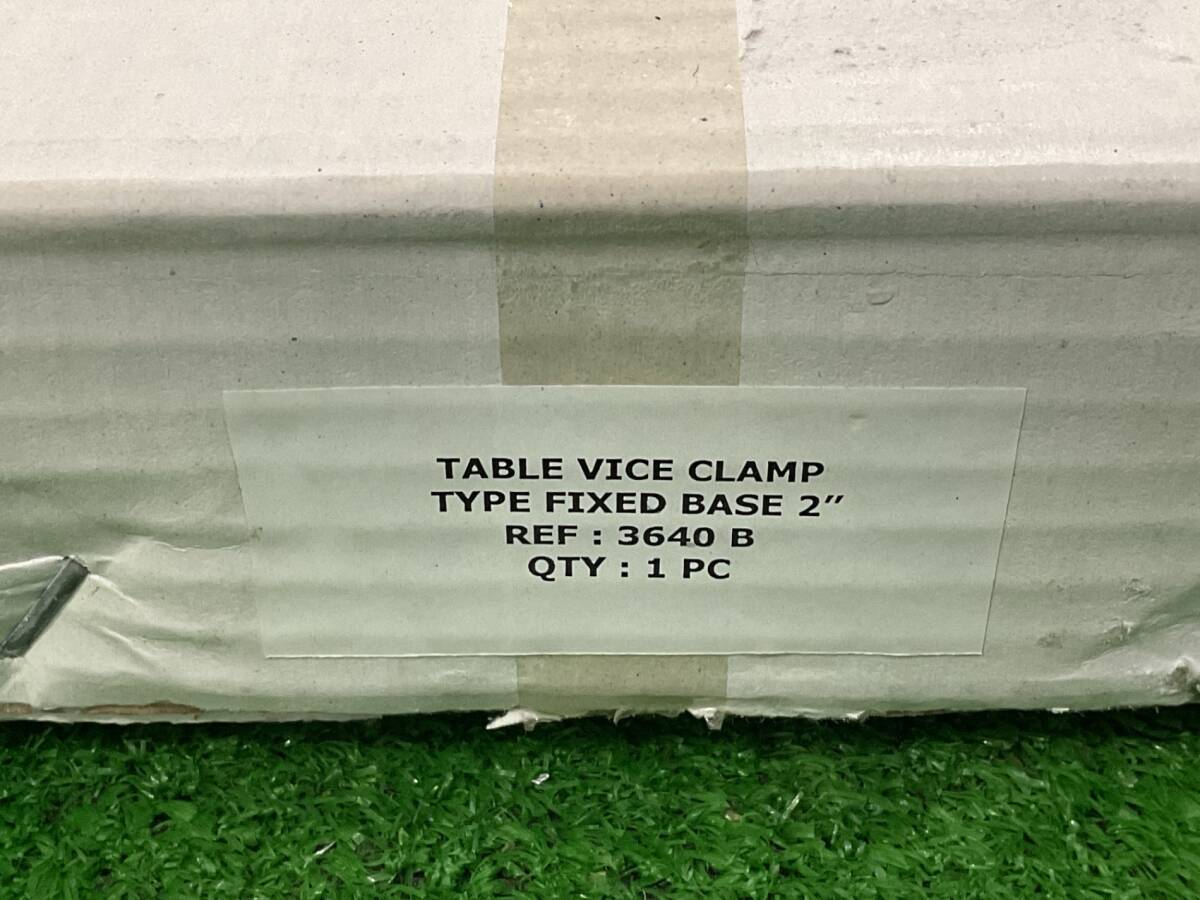 TABLE VICE CLAMP
TYPE FIXED BASE 2”
REF : 3640 B
QTY : 1 PC